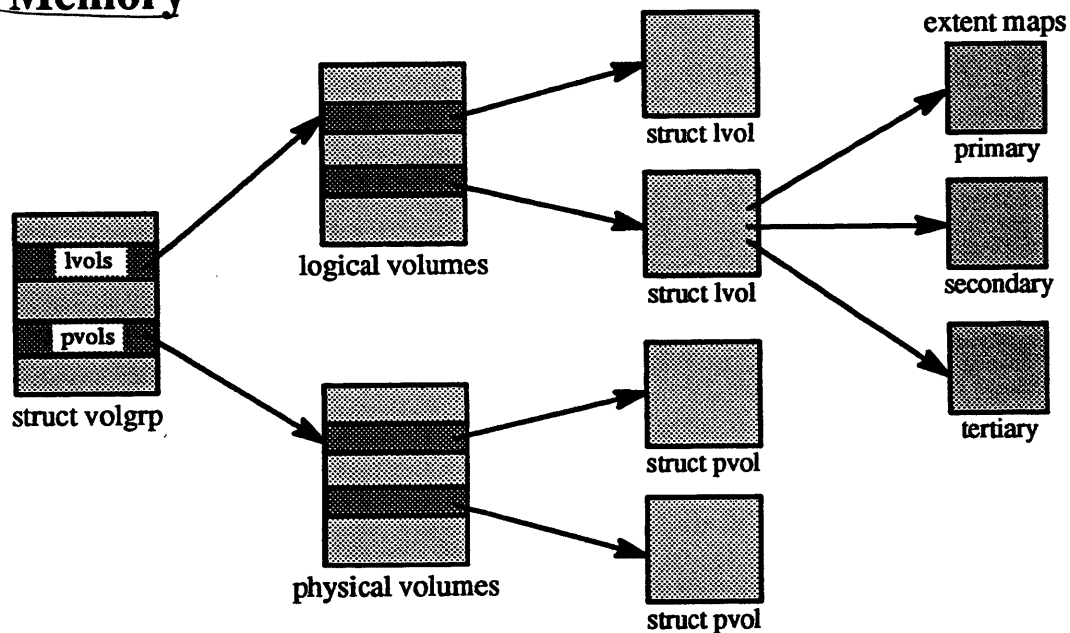 Memory
extent maps
struct lvol
primary
lvols
logical volumes
struct lvol
secondary
pvols
struct volgrp
struct pvol
tertiary
physical volumes
struct pvol